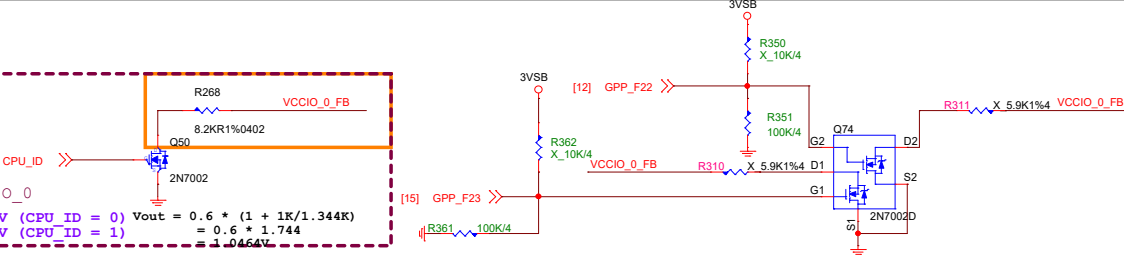 3VSB
R350
X_10K/4
3VSB
[12] GPP_F22
R268
VCCIO_0_FB
8.2KR1%0402
R351
100K/4
R311 X_5.9K1%4 VCCIO_0_FB
Q74
Q50
R362
X_10K/4
G2 D2
CPU_ID
VCCIO_0_FB R310 X_5.9K1%4 D1
2N7002
S2
O_0
[15] GPP_F23
G1
V (CPU_ID = 0) Vout = 0.6 * (1 + 1K/1.344K)
2N7002D
S1
R361 100K/4
V (CPU_ID = 1) = 0.6 * 1.744
= 1.0464V